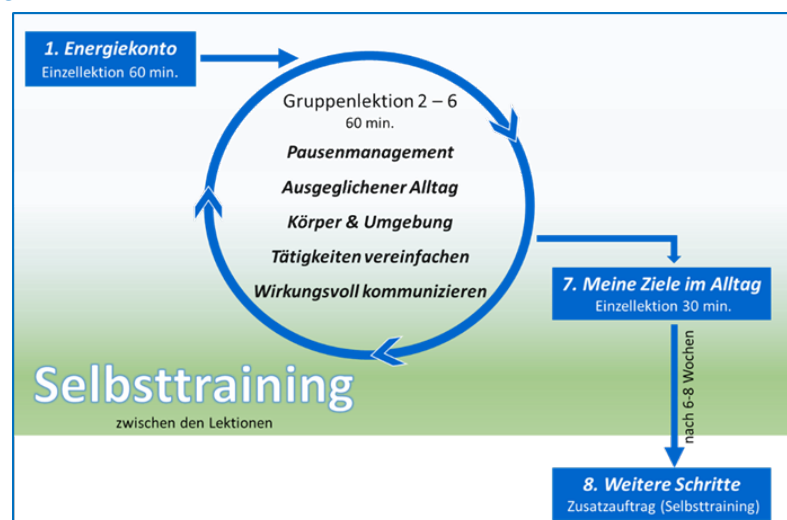 1. Energiekonto
Einzellektion 60 min.
Gruppenlektion 2 – 6
60 min.
Pausenmanagement
Ausgeglichener Alltag
Körper & Umgebung
Tätigkeiten vereinfachen
Wirkungsvoll kommunizieren
7. Meine Ziele im Alltag
Einzellektion 30 min.
Selbsttraining
zwischen den Lektionen
nach 6-8 Wochen
8. Weitere Schritte
Zusatzauftrag (Selbsttraining)